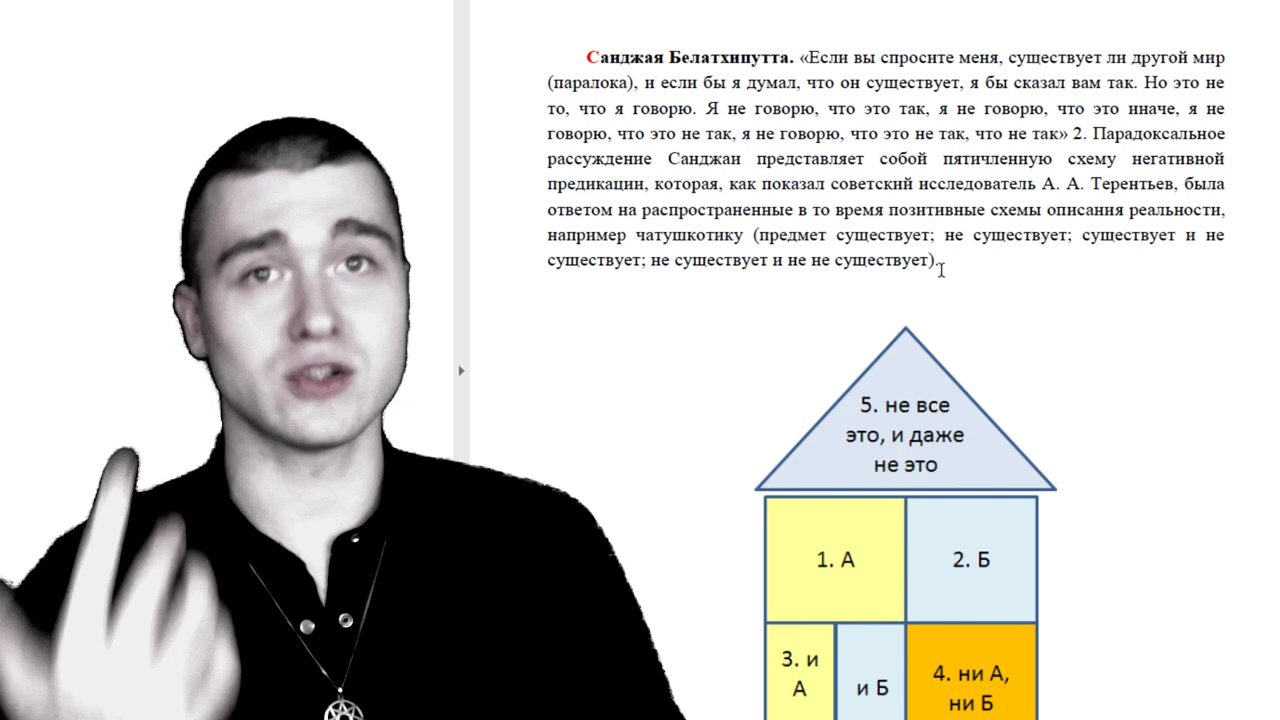 Санджая Белатхипутта. «Если вы спросите меня, существует ли другой мир
(паралока), и если бы я думал, что он существует, я бы сказал вам так. Но это не
то, что я говорю. Я не говорю, что это так, я не говорю, что это иначе, я не
говорю, что это не так, я не говорю, что это не так, что не так» 2. Парадоксальное
рассуждение Санджаи представляет собой пятичленную схему негативной
предикации, которая, как показал советский исследователь А. А. Терентьев, была
ответом на распространенные в то время позитивные схемы описания реальности,
например чатушкотику (предмет существует; не существует; существует и не
существует; не существует и не не существует).
5. не все
это, и даже
не это
1. А
2. Б
3. и
А
и Б
4. ни А,
ни Б